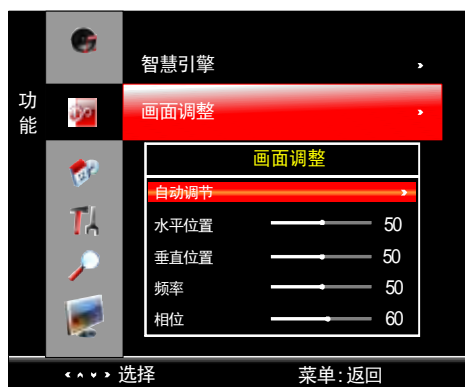 智慧引擎
功能
画面调整
画面调整
自动调节
水平位置 50
垂直位置 50
频率 50
相位 60
选择 菜单:返回